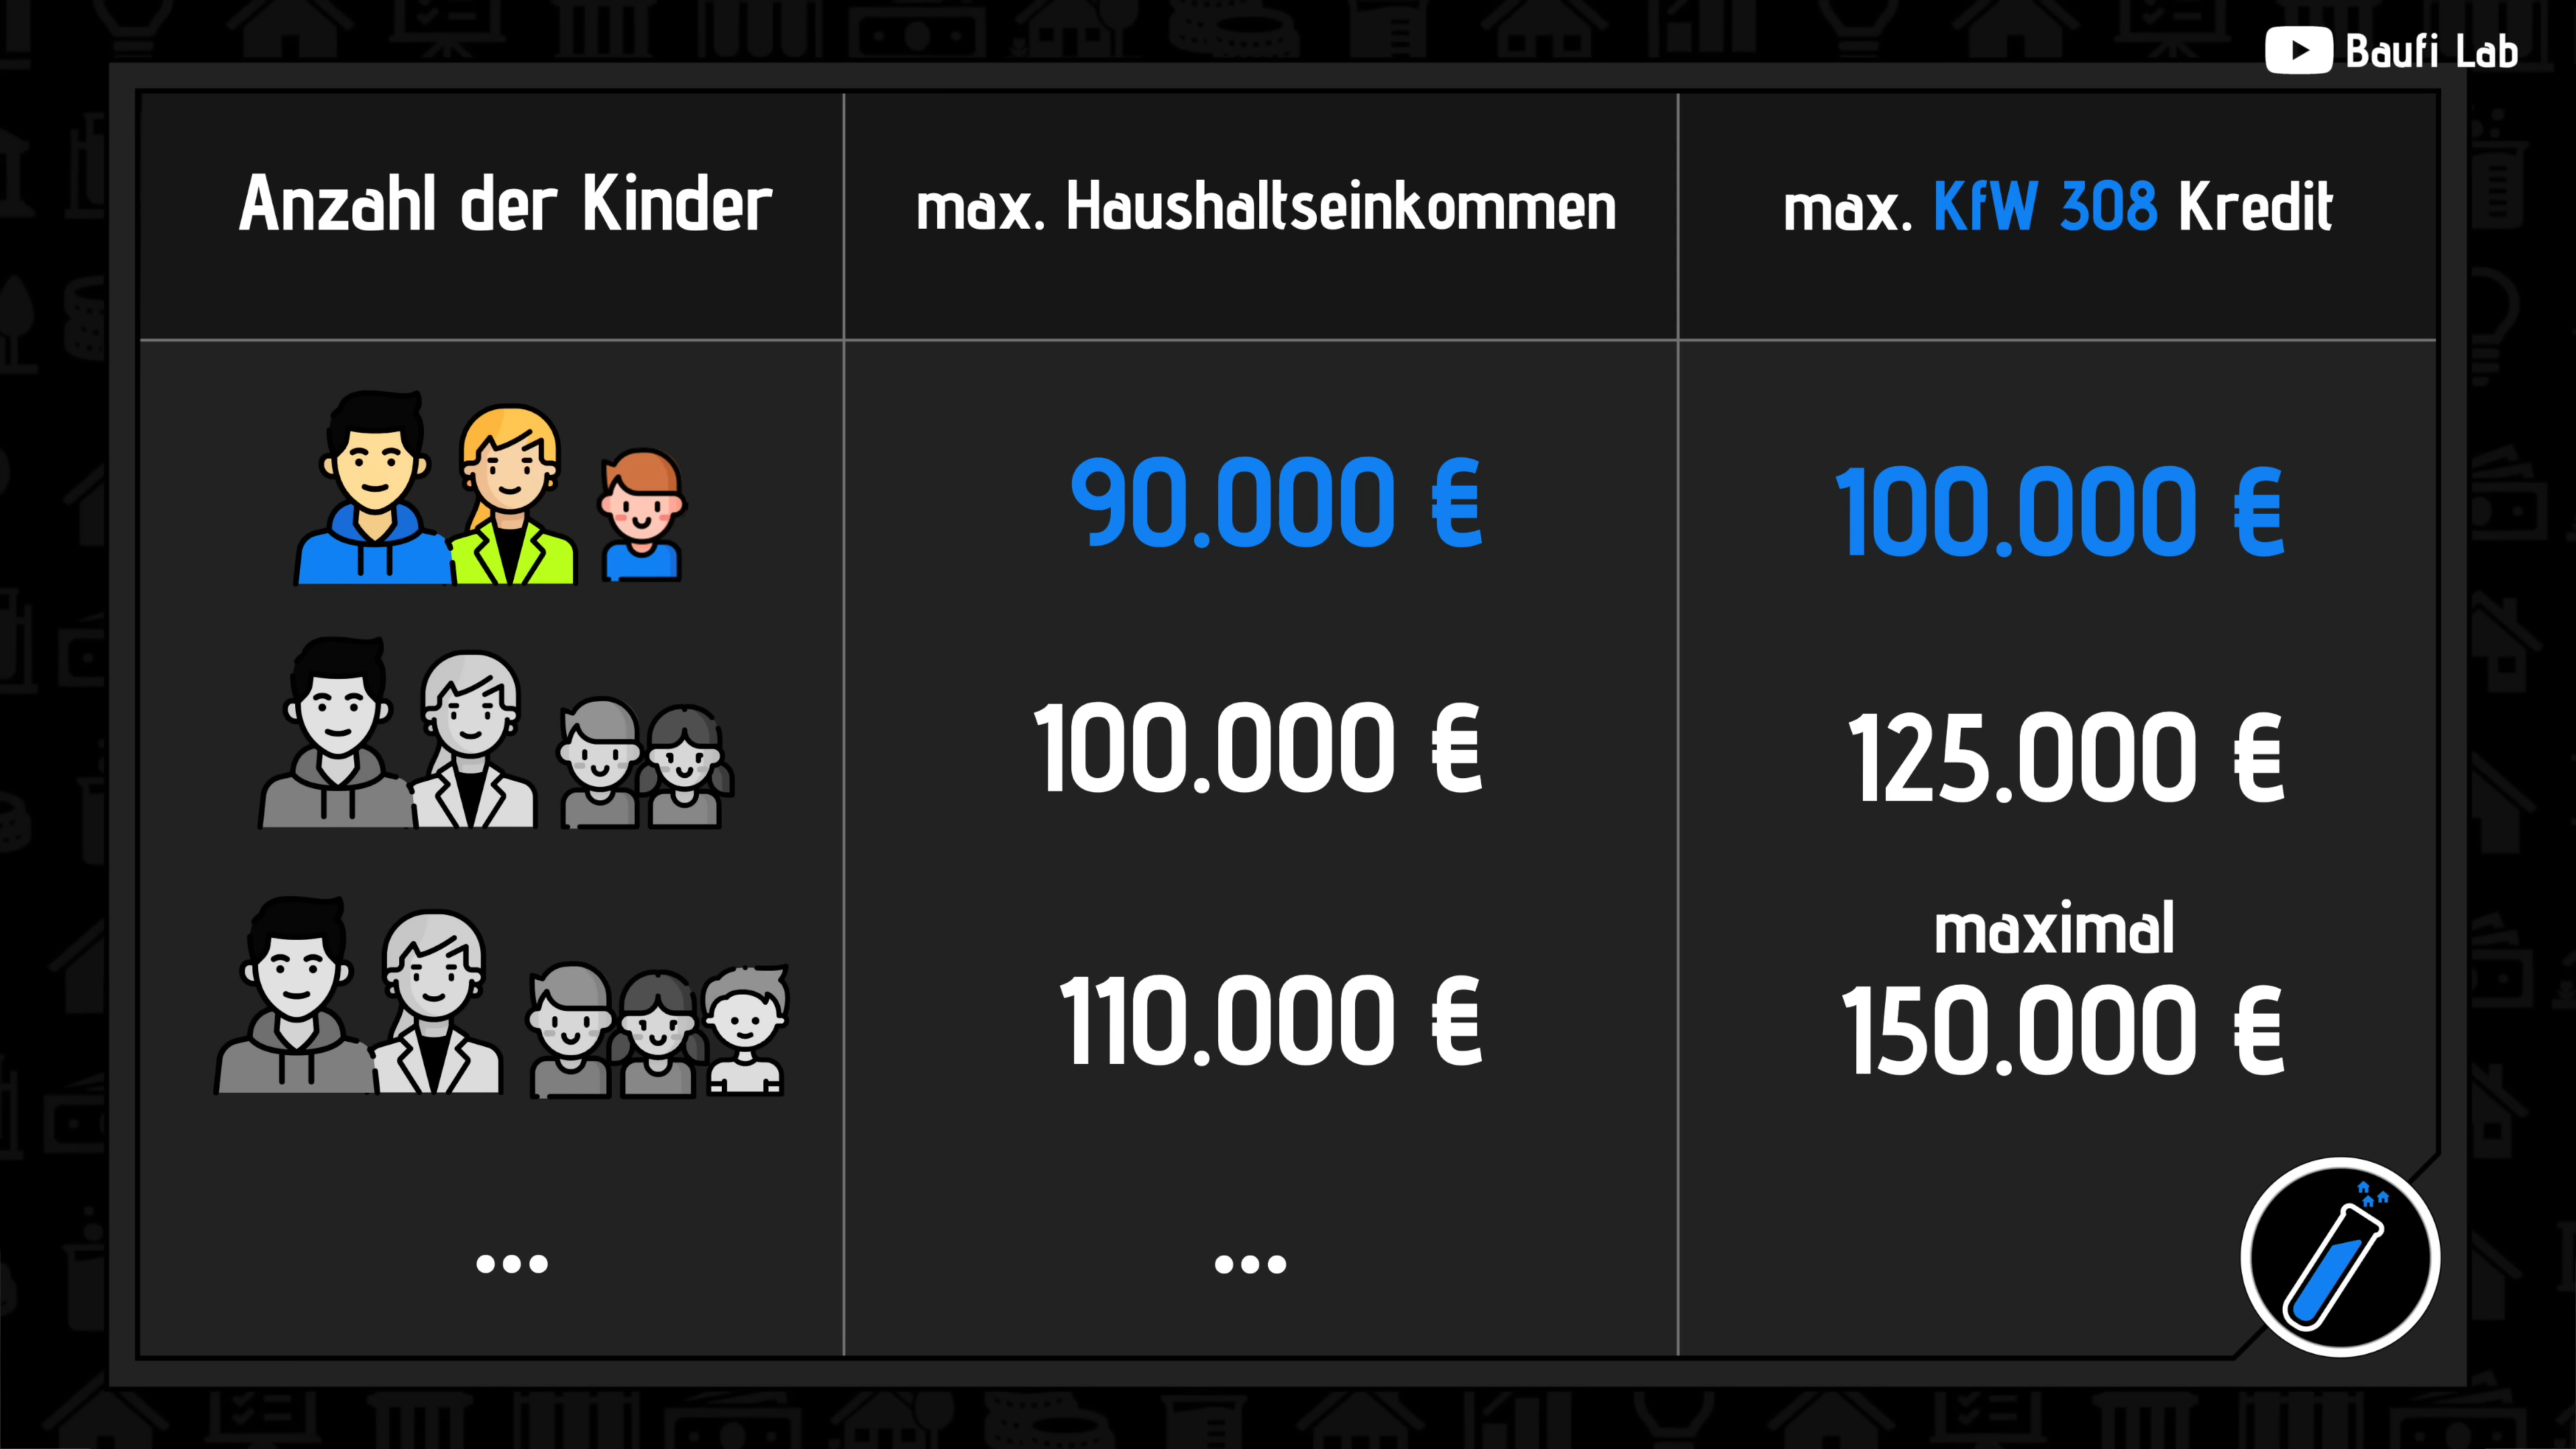 Baufi Lab
Anzahl der Kinder
max. Haushaltseinkommen
max. KfW 308 Kredit
90.000 €
100.000 €
100.000 €
125.000 €
110.000 €
maximal
150.000 €
...
...